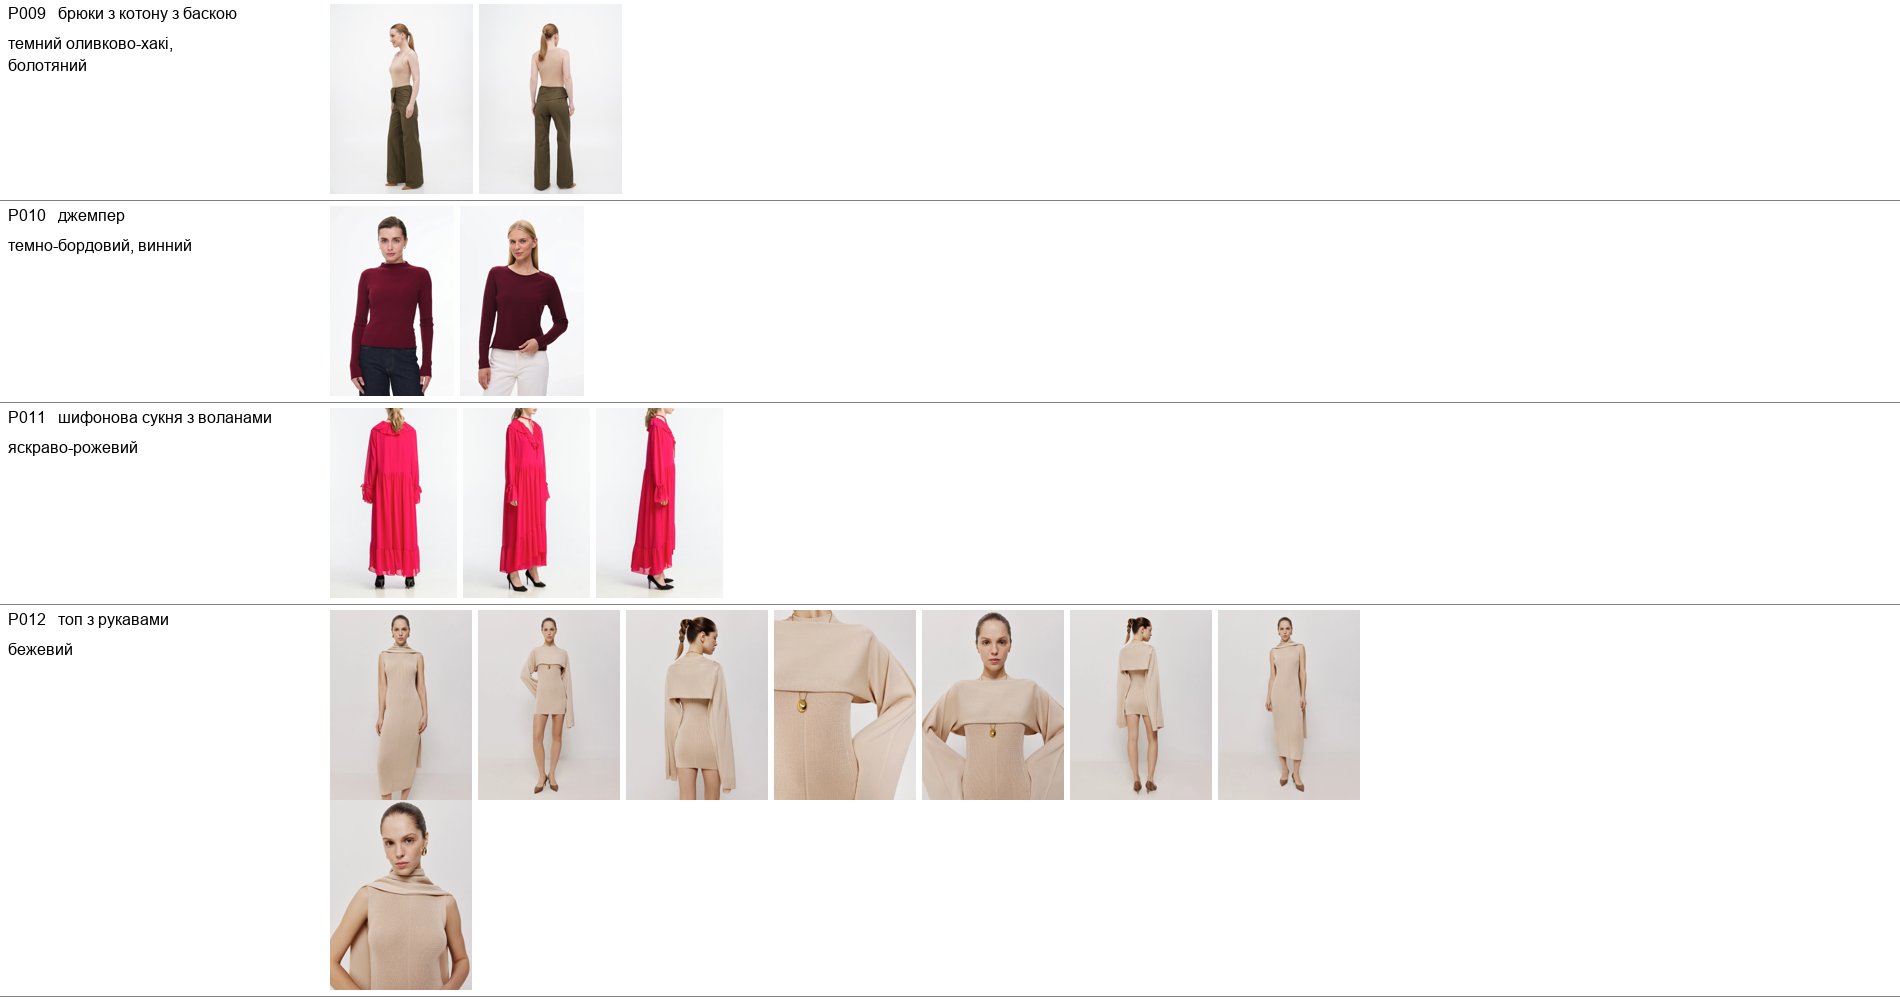 P009 брюки з котону з баскою
темний оливково-хакі,
болотяний
P010 джемпер
темно-бордовий, винний
P011 шифонова сукня з воланами
яскраво-рожевий
P012 топ з рукавами
бежевий